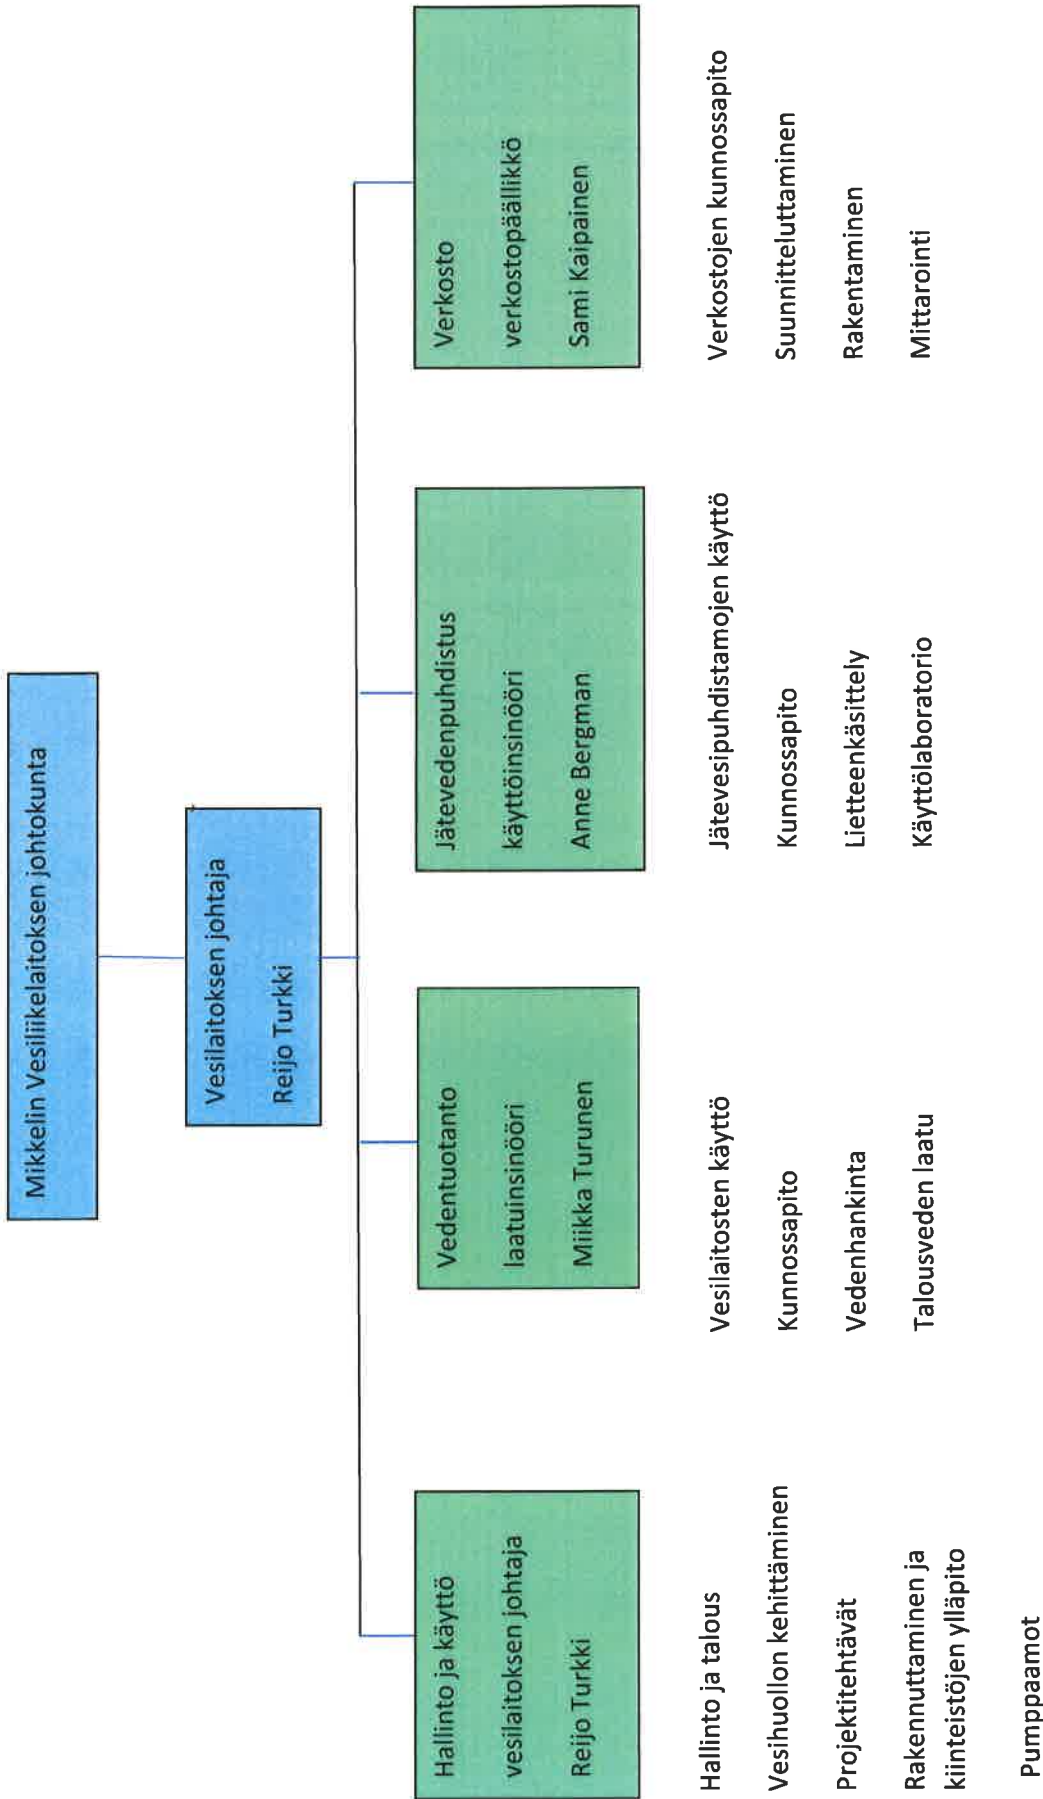 Mikkelin Vesiliikelaitoksen johtokunta
Vesilaitoksen johtaja
Reijo Turkki
Hallinto ja käyttö
vesilaitoksen johtaja
Reijo Turkki
Hallinto ja talous
Vesihuollon kehittäminen
Projektitehtävät
Rakennuttaminen ja
kiinteistöjen ylläpito
Pumppaamot
Vedentuotanto
laatuinsinööri
Miikka Turunen
Vesilaitosten käyttö
Kunnossapito
Vedenhankinta
Talousveden laatu
Jätevedenpuhdistus
käyttöinsinööri
Anne Bergman
Jätevesipuhdistamojen käyttö
Kunnossapito
Lietteenkäsittely
Käyttölaboratorio
Verkosto
verkostopäällikkö
Sami Kaipainen
Verkostojen kunnossapito
Suunnitteluttaminen
Rakentaminen
Mittarointi